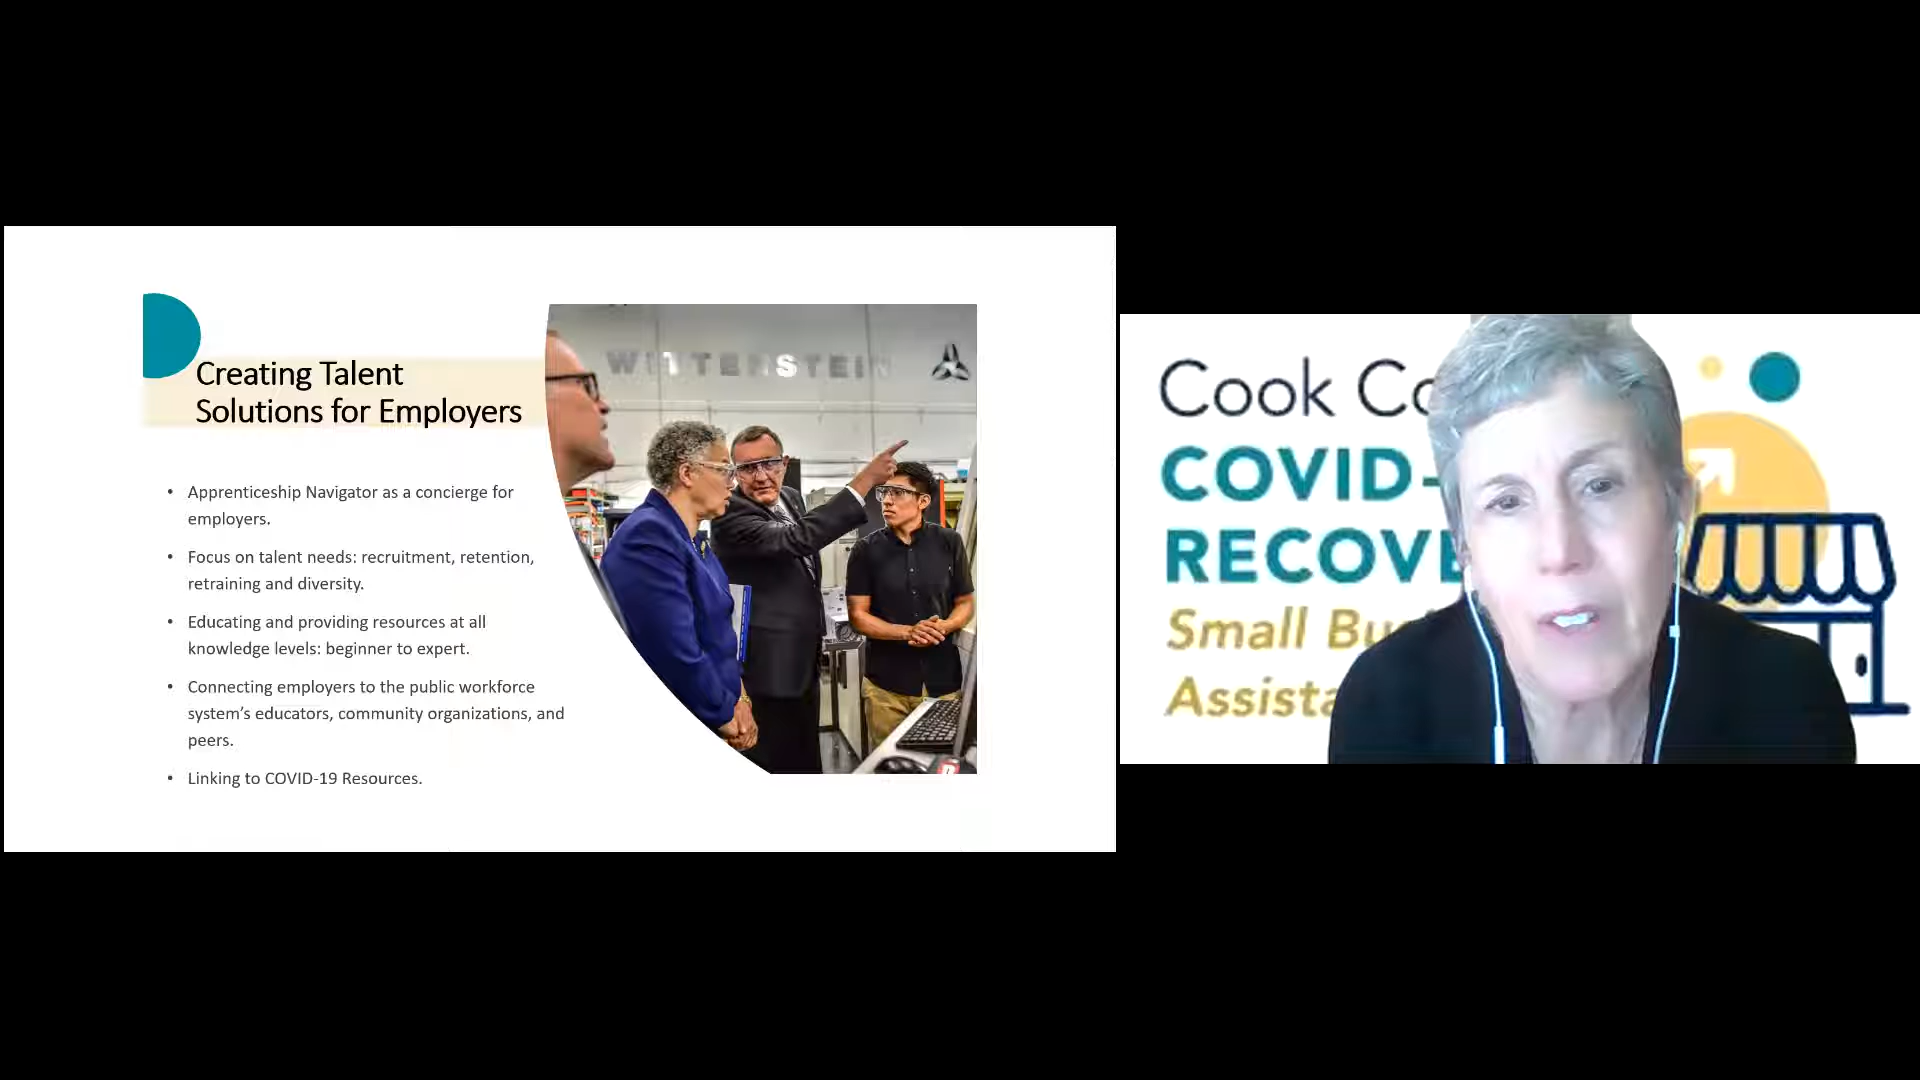 Creating Talent
Solutions for Employers
• Apprenticeship Navigator as a concierge for
employers.
• Focus on talent needs: recruitment, retention,
retraining and diversity.
• Educating and providing resources at all
knowledge levels: beginner to expert.
• Connecting employers to the public workforce
system’s educators, community organizations, and
peers.
• Linking to COVID-19 Resources.
WITTENSTEIN
Cook Co
COVID-
RECOVE
Small Bu
Assista